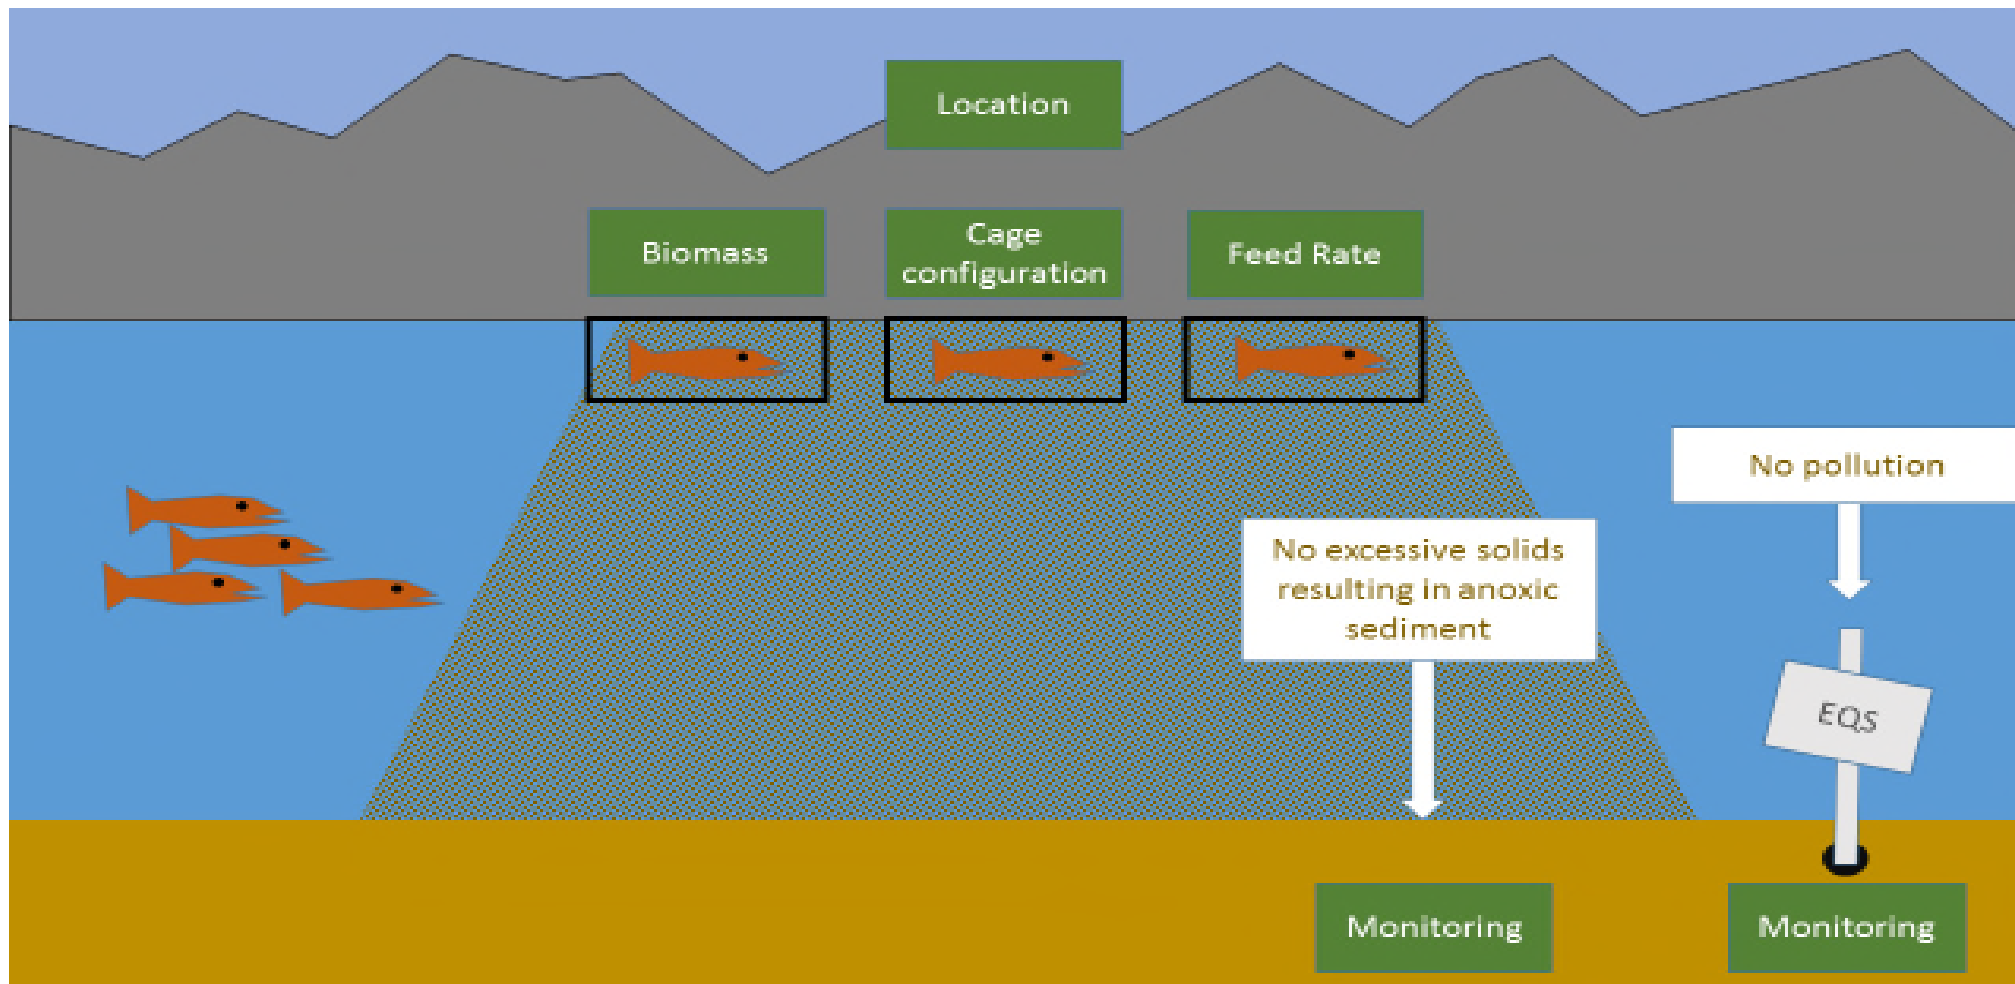 Location
Biomass
Cage
configuration
Feed Rate
No pollution
No excessive solids
resulting in anoxic
sediment
EQS
Monitoring
Monitoring